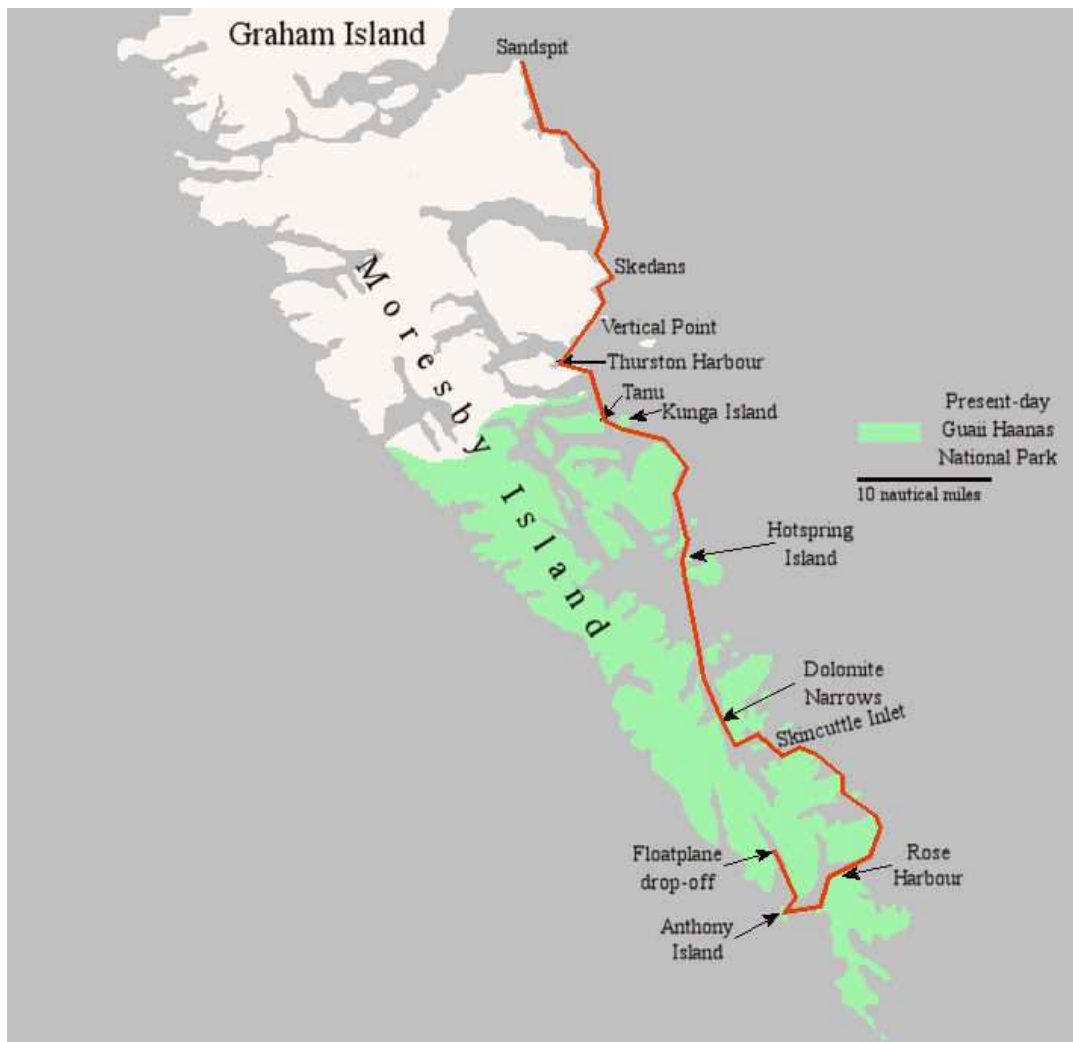 Graham Island
Sandspit
Skedans
Moresby Island
Vertical Point
Thurston Harbour
Tanu
Kunga Island
Present-day
Guaii Haanas
National Park
10 nautical miles
Hotspring
Island
Dolomite
Narrows
Skincuttle Inlet
Floatplane
drop-off
Rose
Harbour
Anthony
Island